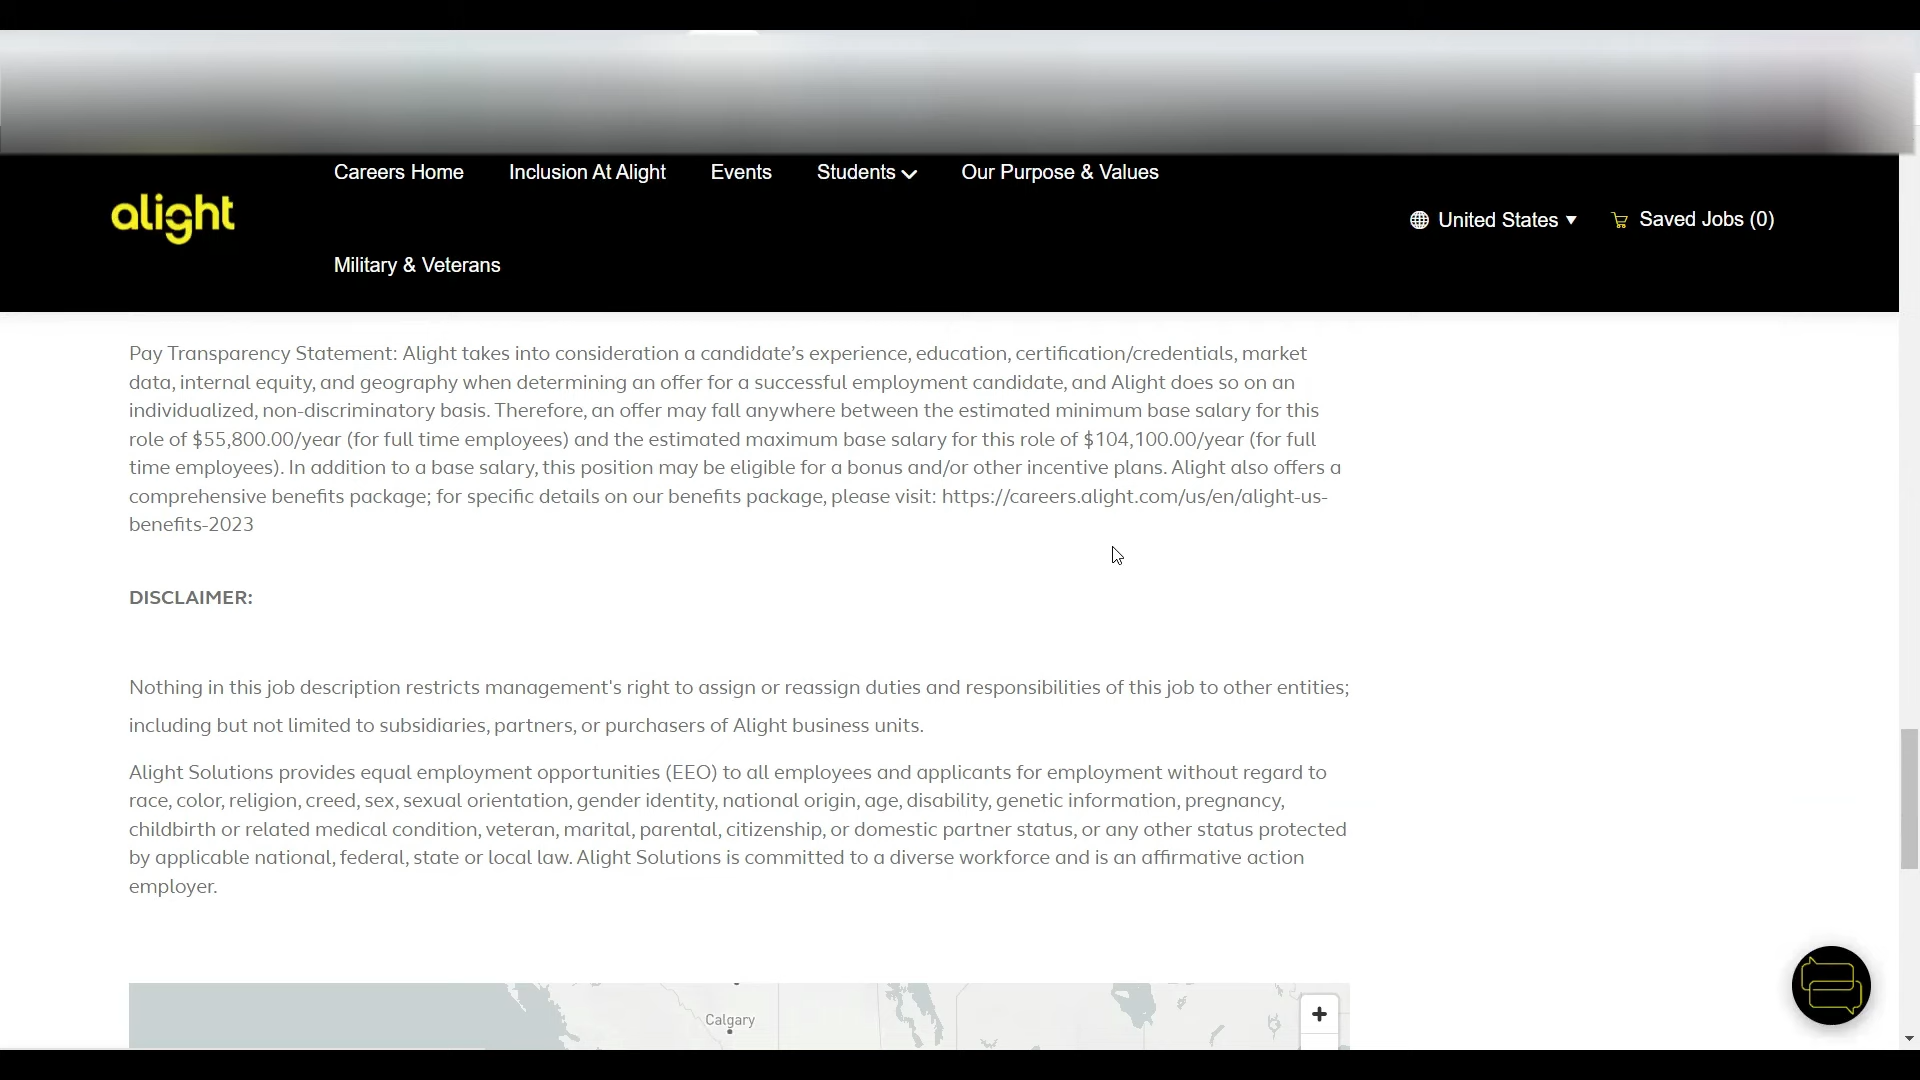 Careers Home Inclusion At Alight Events Students Our Purpose & Values
alight
United States Saved Jobs (0)
Military & Veterans
Pay Transparency Statement: Alight takes into consideration a candidate’s experience, education, certification/credentials, market
data, internal equity, and geography when determining an offer for a successful employment candidate, and Alight does so on an
individualized, non-discriminatory basis. Therefore, an offer may fall anywhere between the estimated minimum base salary for this
role of $55,800.00/year (for full time employees) and the estimated maximum base salary for this role of $104,100.00/year (for full
time employees). In addition to a base salary, this position may be eligible for a bonus and/or other incentive plans. Alight also offers a
comprehensive benefits package; for specific details on our benefits package, please visit: https://careers.alight.com/us/en/alight-us-
benefits-2023
DISCLAIMER:
Nothing in this job description restricts management's right to assign or reassign duties and responsibilities of this job to other entities;
including but not limited to subsidiaries, partners, or purchasers of Alight business units.
Alight Solutions provides equal employment opportunities (EEO) to all employees and applicants for employment without regard to
race, color, religion, creed, sex, sexual orientation, gender identity, national origin, age, disability, genetic information, pregnancy,
childbirth or related medical condition, veteran, marital, parental, citizenship, or domestic partner status, or any other status protected
by applicable national, federal, state or local law. Alight Solutions is committed to a diverse workforce and is an affirmative action
employer.
Calgary
+